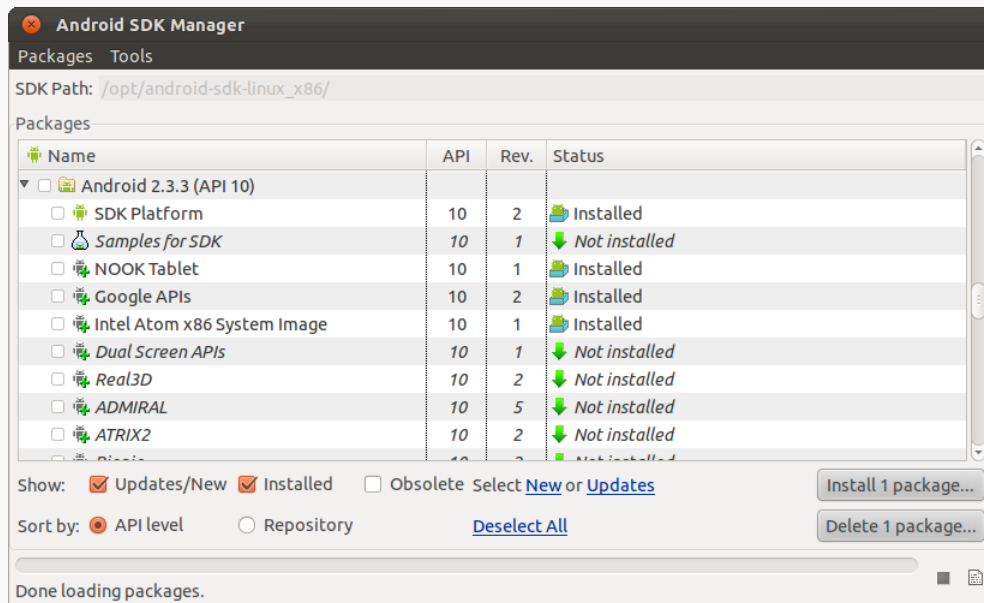 Android SDK Manager
Packages Tools
SDK Path: /opt/android-sdk-linux_x86/
Packages
Name API Rev. Status
Android 2.3.3 (API 10)
SDK Platform 10 2 Installed
Samples for SDK 10 1 Not installed
NOOK Tablet 10 1 Installed
Google APIs 10 2 Installed
Intel Atom x86 System Image 10 1 Installed
Dual Screen APIs 10 1 Not installed
Real3D 10 2 Not installed
ADMIRAL 10 5 Not installed
ATRIX2 10 2 Not installed
Show: Updates/New Installed Obsolete Select New or Updates Install 1 package...
Sort by: API level Repository Deselect All Delete 1 package...
Done loading packages.